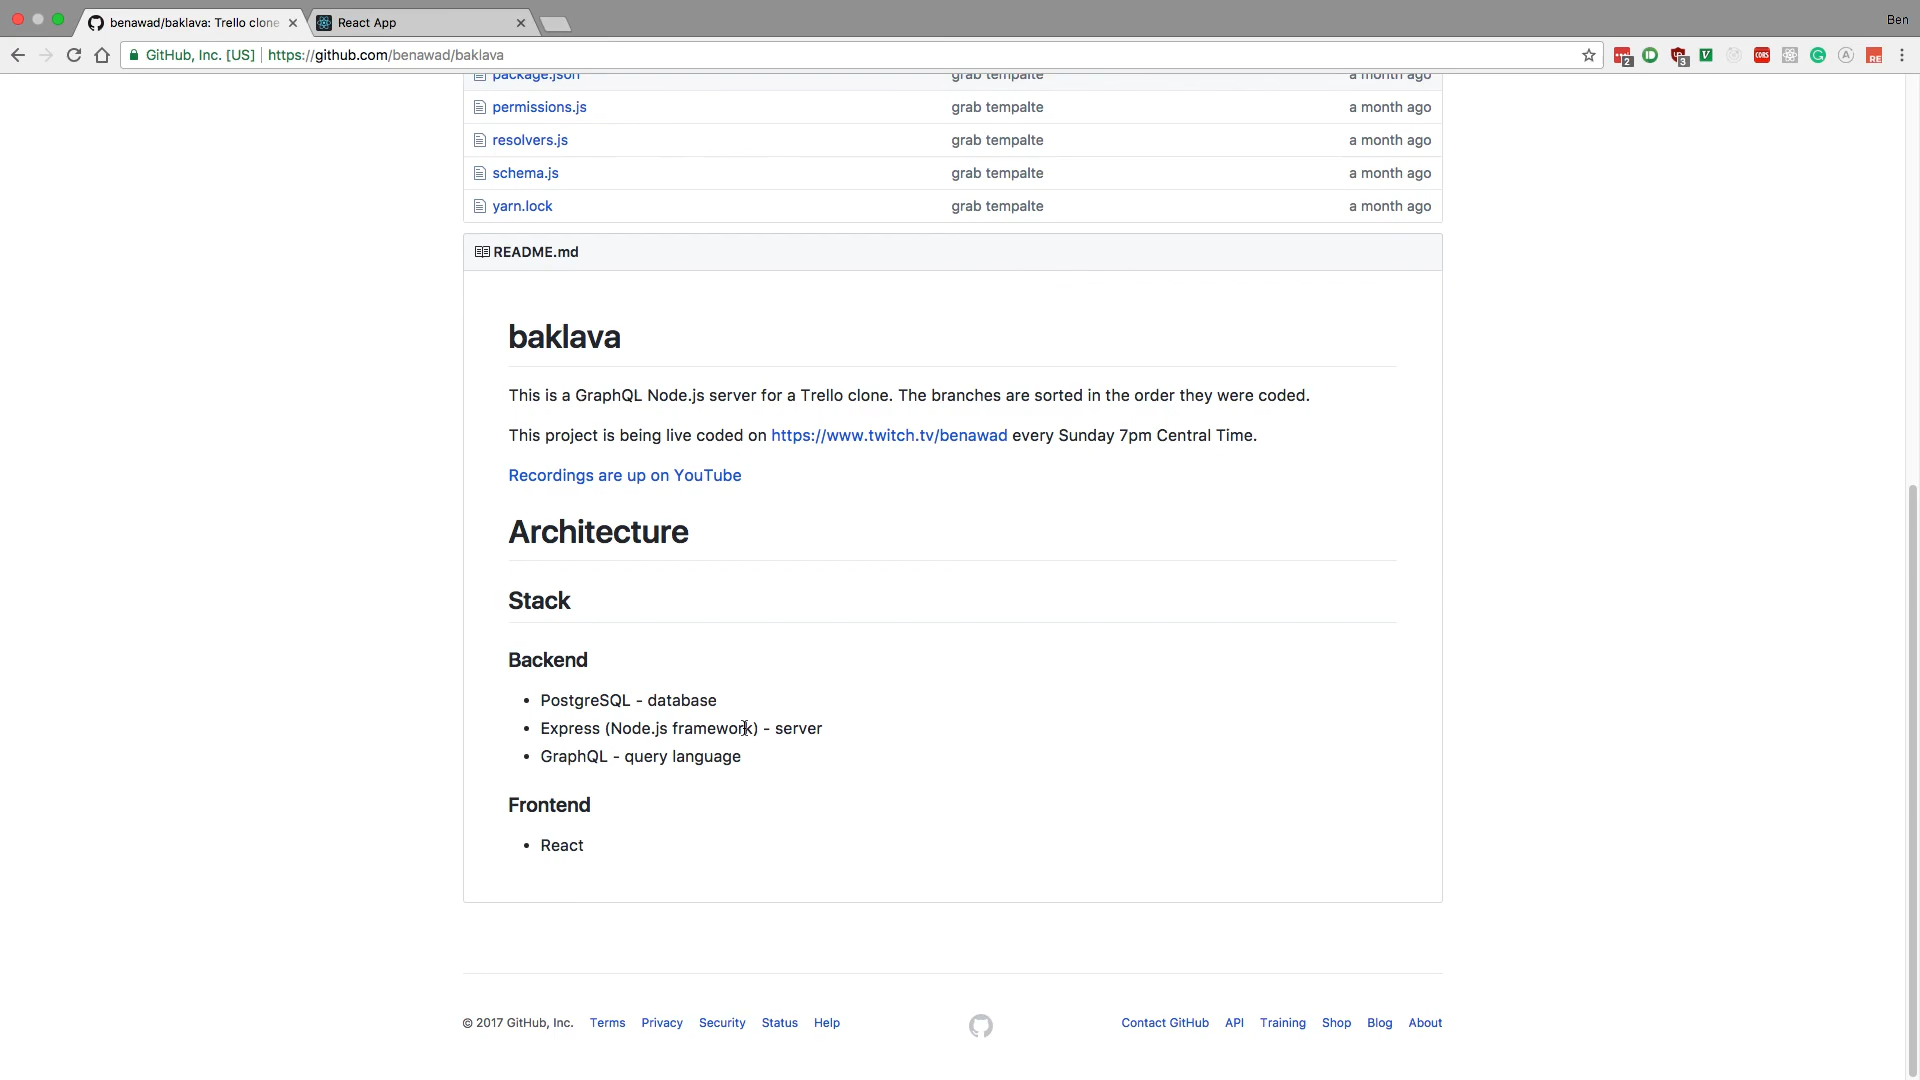 benawad/baklava: Trello clone
React App
Ben
GitHub, Inc. [US]
https://github.com/benawad/baklava
2
3
CORS
RE
package.json grab tempalte a month ago
permissions.js grab tempalte a month ago
resolvers.js grab tempalte a month ago
schema.js grab tempalte a month ago
yarn.lock grab tempalte a month ago
README.md
baklava
This is a GraphQL Node.js server for a Trello clone. The branches are sorted in the order they were coded.
This project is being live coded on https://www.twitch.tv/benawad every Sunday 7pm Central Time.
Recordings are up on YouTube
Architecture
Stack
Backend
• PostgreSQL - database
• Express (Node.js framework) - server
• GraphQL - query language
Frontend
• React
© 2017 GitHub, Inc. Terms Privacy Security Status Help Contact GitHub API Training Shop Blog About